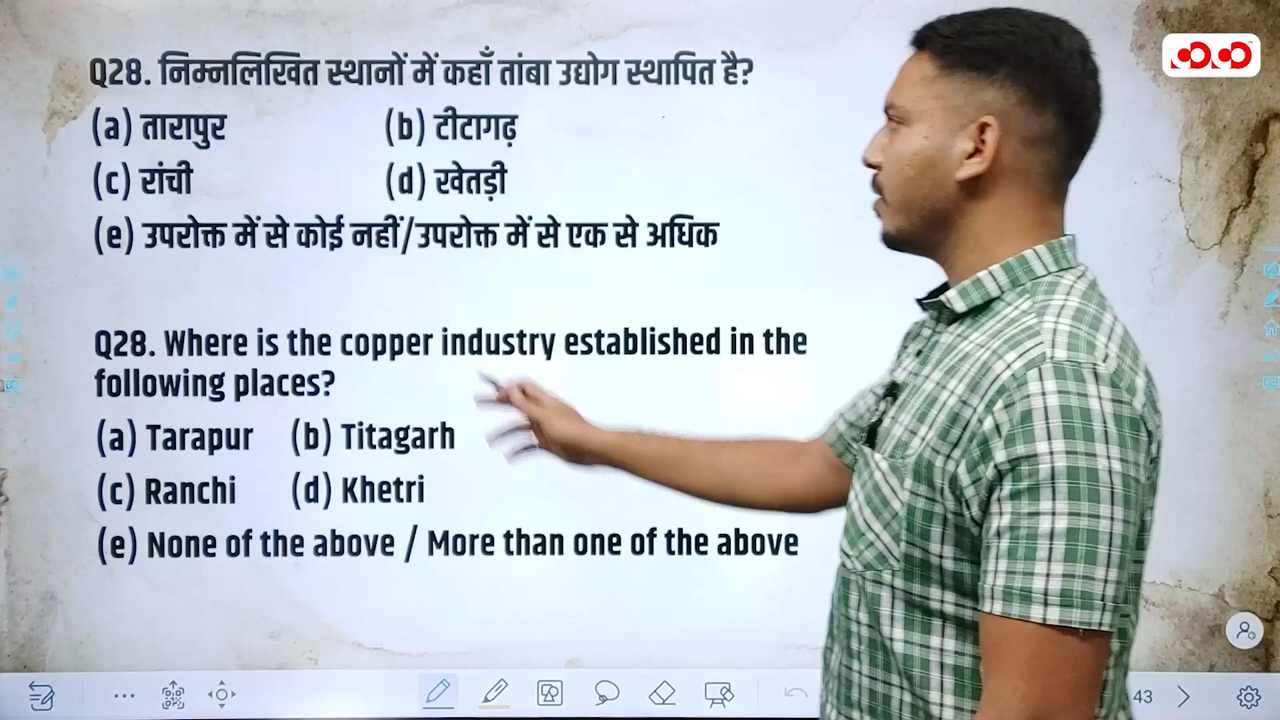 Q28. निम्नलिखित स्थानों में कहाँ तांबा उद्योग स्थापित है?
(a) तारापुर (b) टीटागढ़
(c) रांची (d) खेतड़ी
(e) उपरोक्त में से कोई नहीं/उपरोक्त में से एक से अधिक
Q28. Where is the copper industry established in the
following places?
(a) Tarapur (b) Titagarh
(c) Ranchi (d) Khetri
(e) None of the above / More than one of the above
43